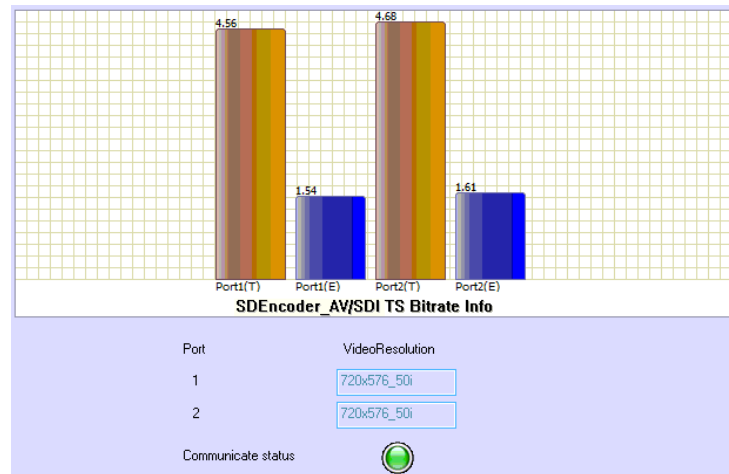 4.56
4.68
1.54
1.61
Port1(T) Port1(E) Port2(T) Port2(E)
SDEncoder_AV/SDI TS Bitrate Info
Port VideoResolution
1 720x576_50i
2 720x576_50i
Communicate status